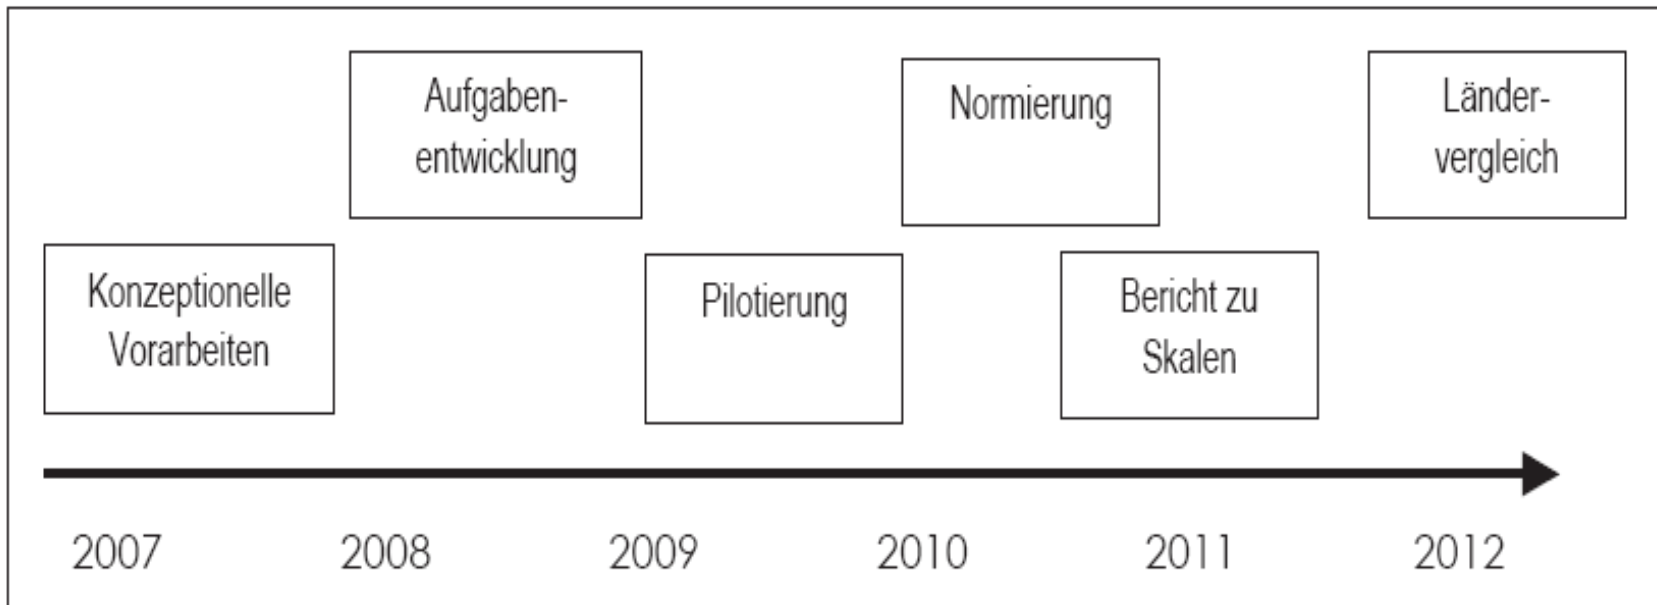 Aufgaben-
entwicklung
Normierung
Länder-
vergleich
Konzeptionelle
Vorarbeiten
Pilotierung
Bericht zu
Skalen
2007 2008 2009 2010 2011 2012